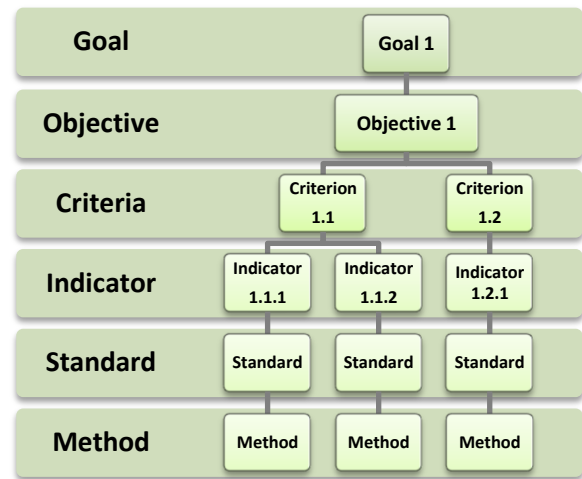 Goal
Goal 1
Objective
Objective 1
Criteria
Criterion
1.1
Criterion
1.2
Indicator
Indicator
1.1.1
Indicator
1.1.2
Indicator
1.2.1
Standard
Standard
Standard
Standard
Method
Method
Method
Method